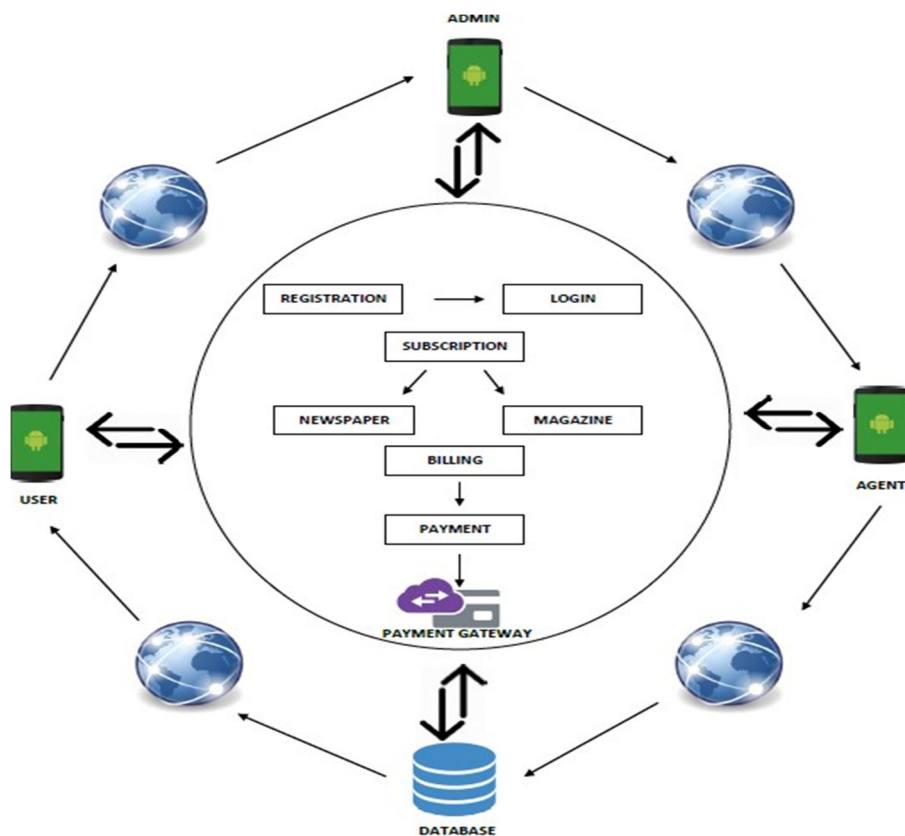 ADMIN
REGISTRATION
LOGIN
SUBSCRIPTION
NEWSPAPER
MAGAZINE
BILLING
USER
AGENT
PAYMENT
PAYMENT GATEWAY
DATABASE